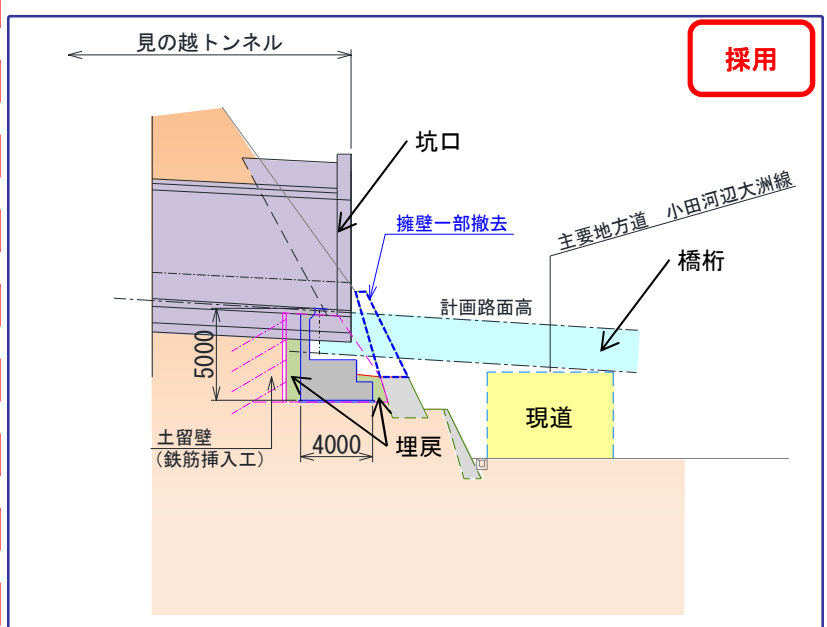 見の越トンネル
採用
坑口
擁壁一部撤去
主要地方道 小田河辺大洲線
橋桁
計画路面高
5000
現道
土留壁
(鉄筋挿入工)
4000
埋戻